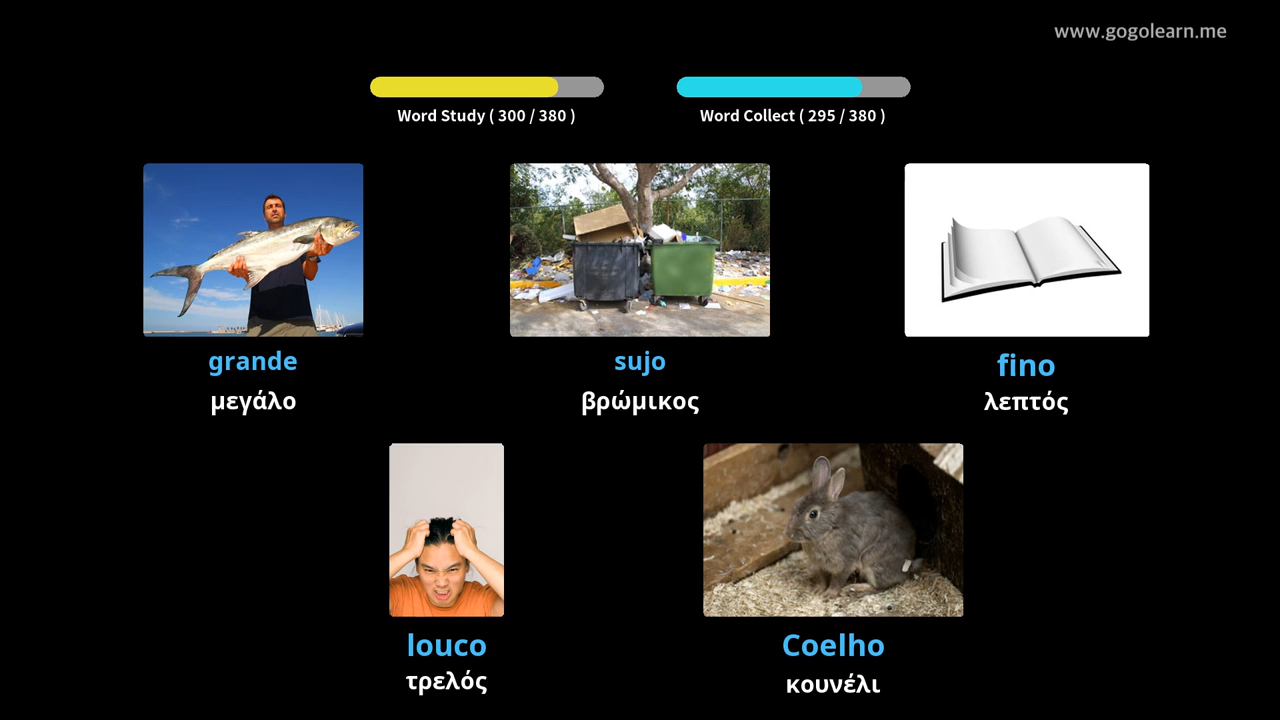 www.gogolearn.me
Word Study ( 300 / 380 )
Word Collect ( 295 / 380 )
grande
μεγάλο
sujo
βρώμικος
fino
λεπτός
louco
τρελός
Coelho
κουνέλι